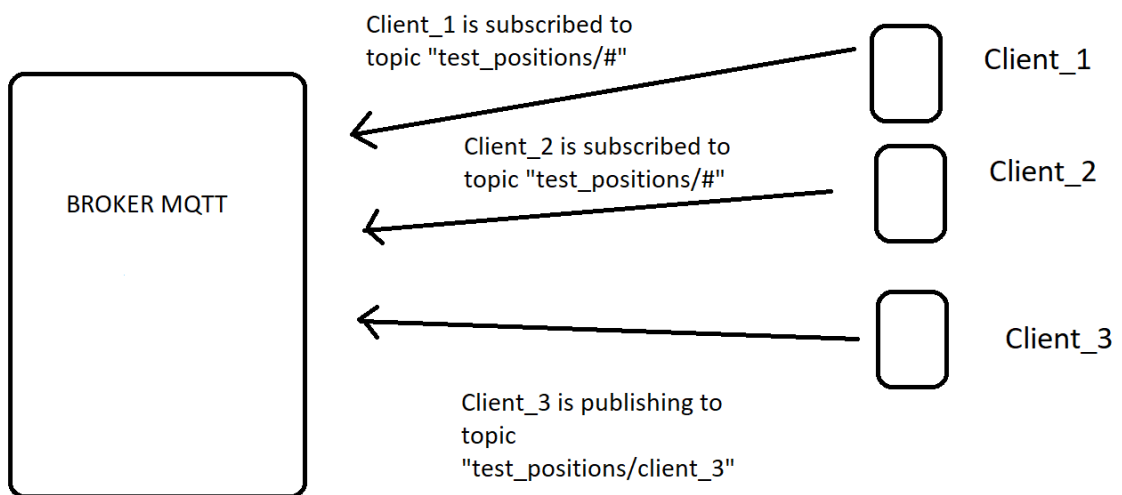 Client_1 is subscribed to
topic "test_positions/#"
Client_1
Client_2 is subscribed to
topic "test_positions/#"
Client_2
BROKER MQTT
Client_3
Client_3 is publishing to
topic
"test_positions/client_3"